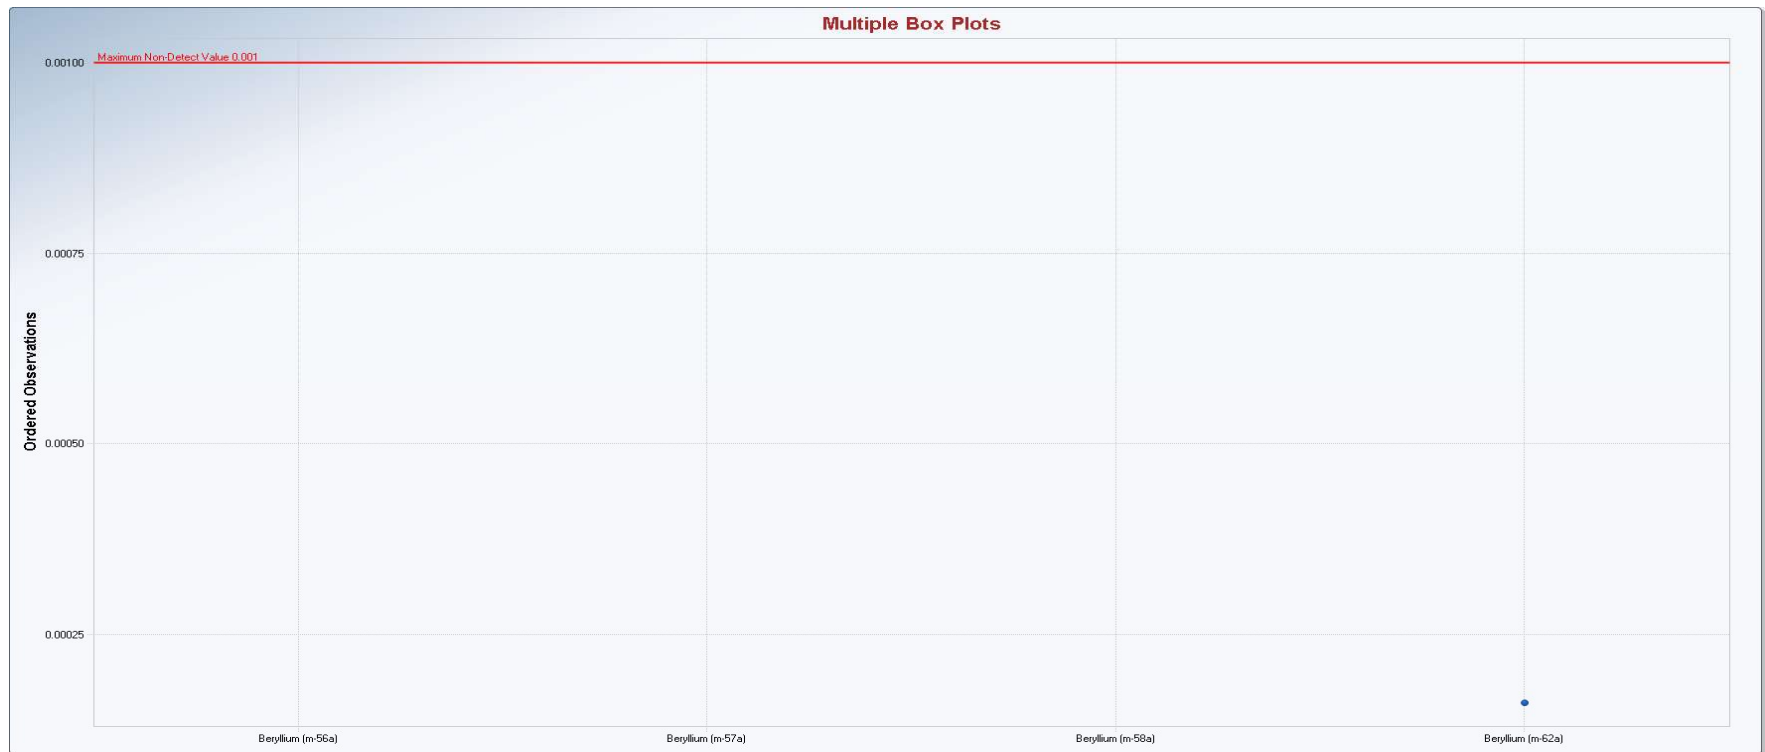 Multiple Box Plots
Maximum Non-Detect Value 0.001
0.00100
0.00075
Ordered Observations
0.00050
0.00025
Beryllium (m-56a) Beryllium (m-57a) Beryllium (m-58a) Beryllium (m-62a)